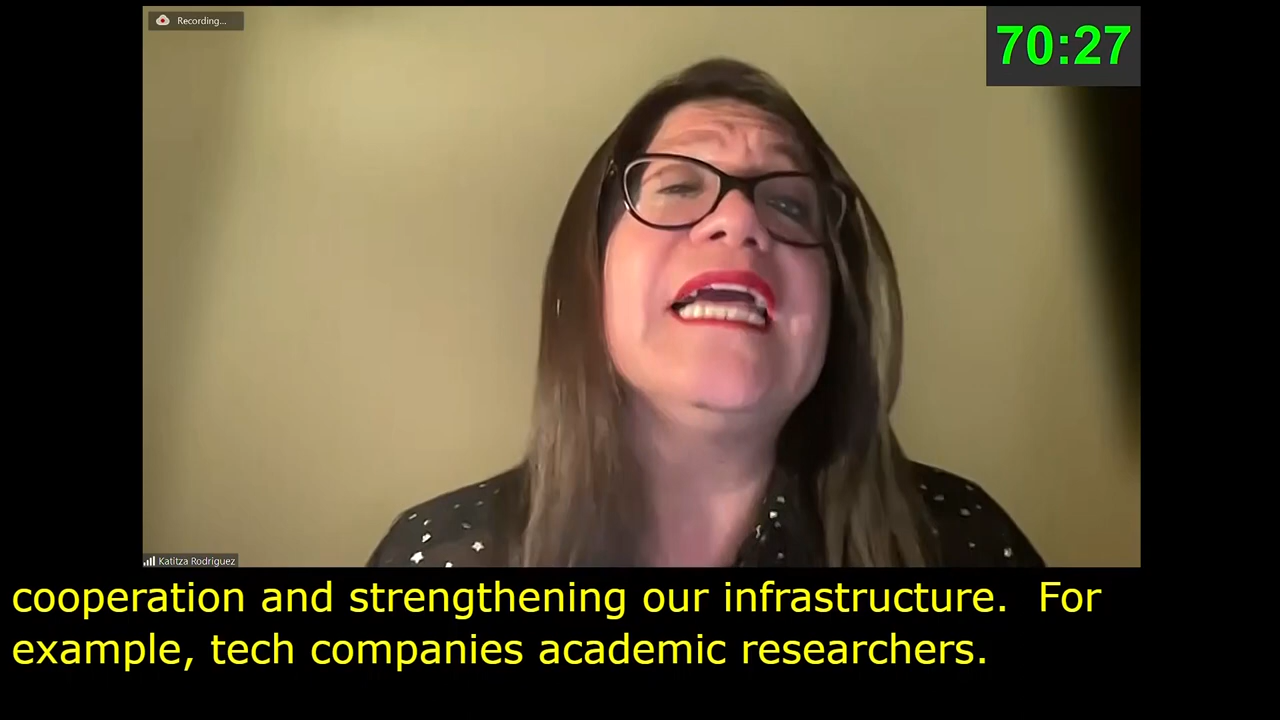 Recording...
70:27
Katitza Rodriguez
cooperation and strengthening our infrastructure.  For
example, tech companies academic researchers.